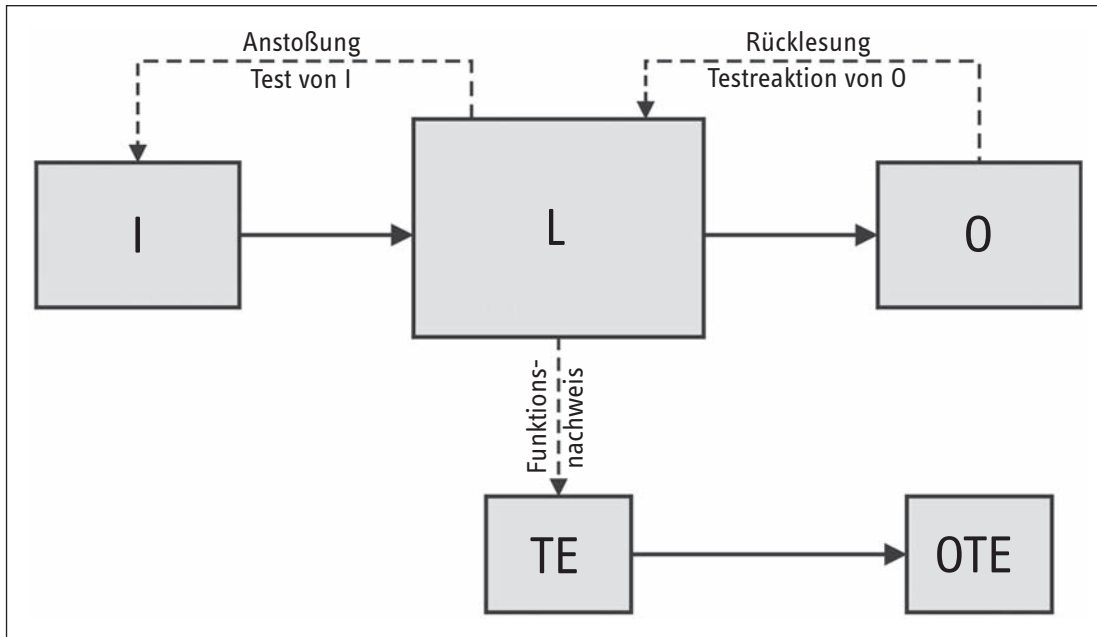 Anstoßung
Test von I
Rücklesung
Testreaktion von O
I
L
O
Funktions-
nachweis
TE
OTE